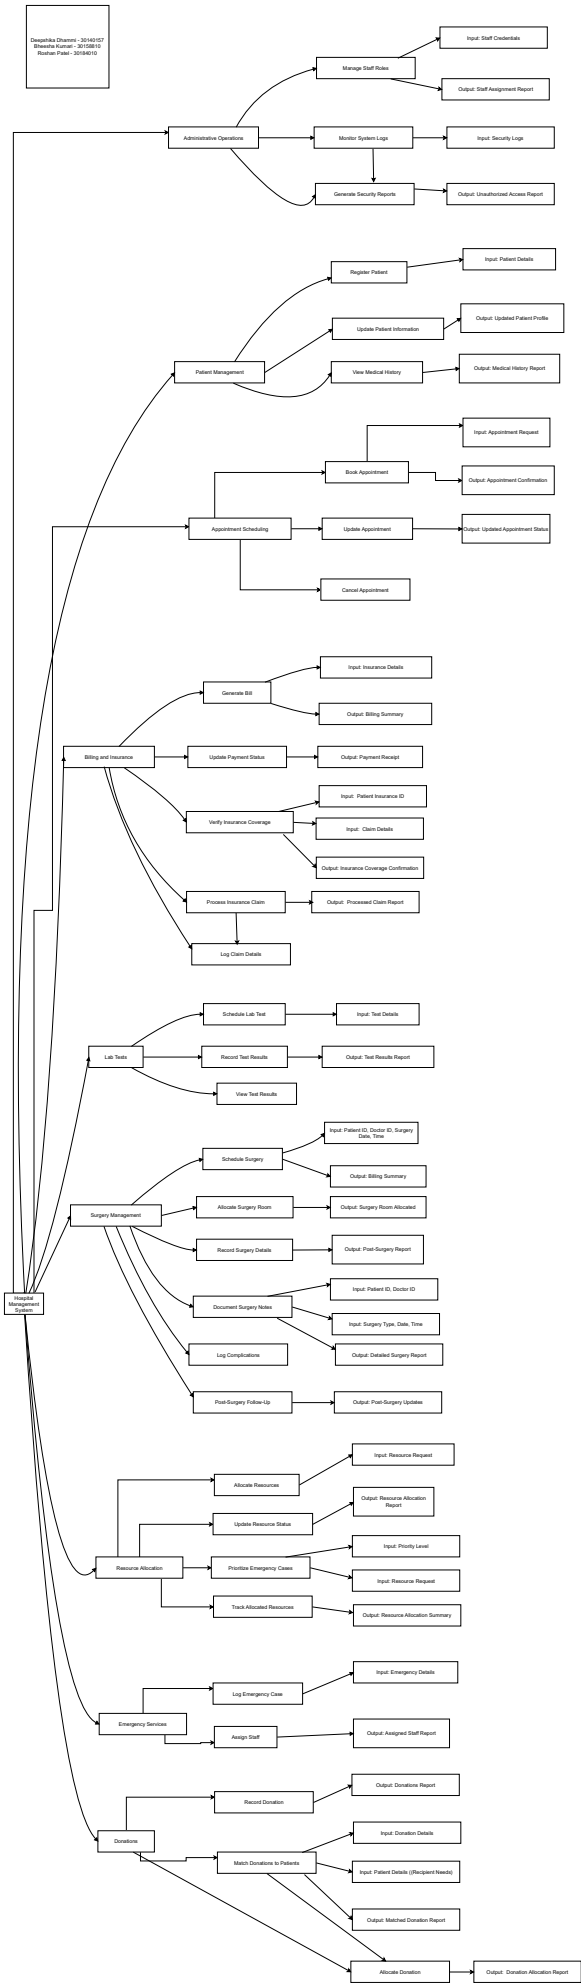 Deepshika Dhammi - 30140157
Bheesha Kumari - 30158810
Roshan Patel - 30184010
Input: Staff Credentials
Manage Staff Roles
Output: Staff Assignment Report
Administrative Operations
Monitor System Logs
Input: Security Logs
Generate Security Reports
Output: Unauthorized Access Report
Register Patient
Input: Patient Details
Update Patient Information
Output: Updated Patient Profile
Patient Management
View Medical History
Output: Medical History Report
Input: Appointment Request
Book Appointment
Output: Appointment Confirmation
Appointment Scheduling
Update Appointment
Output: Updated Appointment Status
Cancel Appointment
Input: Insurance Details
Generate Bill
Output: Billing Summary
Billing and Insurance
Update Payment Status
Output: Payment Receipt
Input: Patient Insurance ID
Verify Insurance Coverage
Input: Claim Details
Output: Insurance Coverage Confirmation
Process Insurance Claim
Output: Processed Claim Report
Log Claim Details
Schedule Lab Test
Input: Test Details
Lab Tests
Record Test Results
Output: Test Results Report
View Test Results
Input: Patient ID, Doctor ID, Surgery
Date, Time
Schedule Surgery
Output: Billing Summary
Surgery Management
Allocate Surgery Room
Output: Surgery Room Allocated
Record Surgery Details
Output: Post-Surgery Report
Input: Patient ID, Doctor ID
Hospital
Management
System
Document Surgery Notes
Input: Surgery Type, Date, Time
Log Complications
Output: Detailed Surgery Report
Post-Surgery Follow-Up
Output: Post-Surgery Updates
Input: Resource Request
Allocate Resources
Output: Resource Allocation
Report
Update Resource Status
Input: Priority Level
Resource Allocation
Prioritize Emergency Cases
Input: Resource Request
Track Allocated Resources
Output: Resource Allocation Summary
Input: Emergency Details
Log Emergency Case
Emergency Services
Assign Staff
Output: Assigned Staff Report
Output: Donations Report
Record Donation
Donations
Input: Donation Details
Match Donations to Patients
Input: Patient Details ((Recipient Needs)
Output: Matched Donation Report
Allocate Donation
Output: Donation Allocation Report